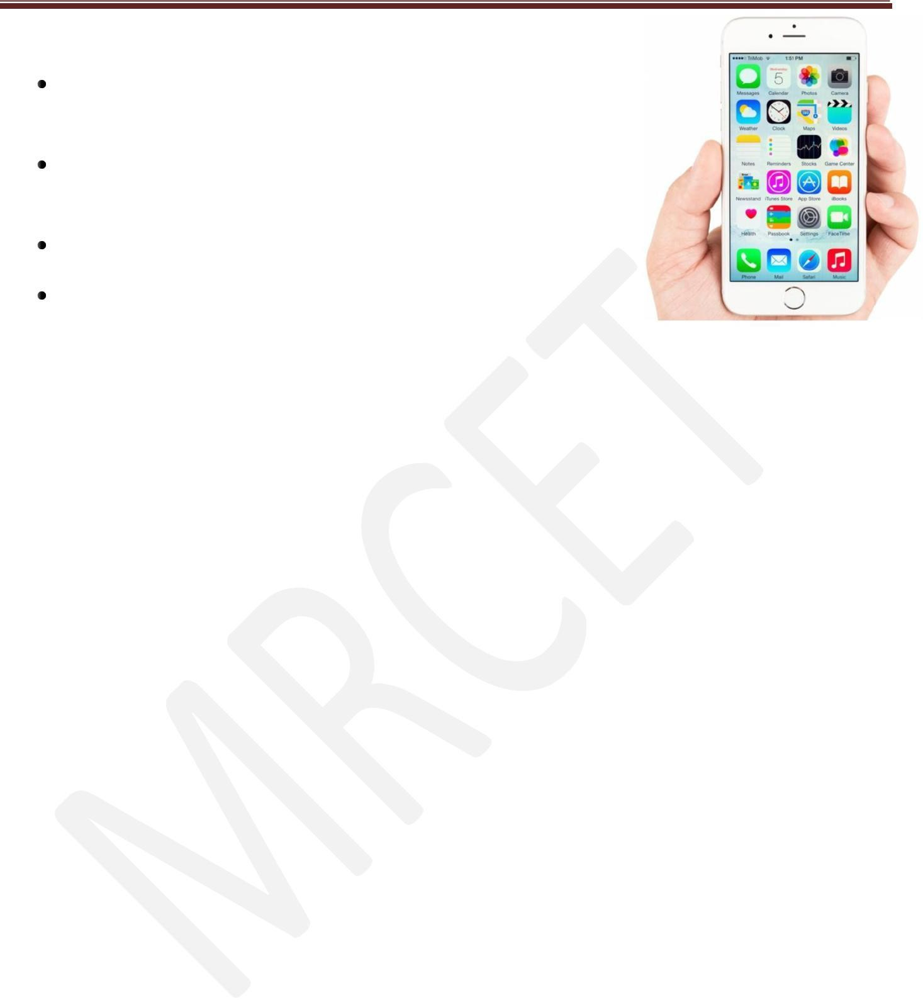 TriMob 1:51 PM
Wednesday
5
Messages Calendar Photos Camera
Weather Clock Maps Videos
Notes Reminders Stocks Game Center
Newsstand iTunes Store App Store iBooks
Health Passbook Settings FaceTime
Phone Mail Safari Music
MRCET